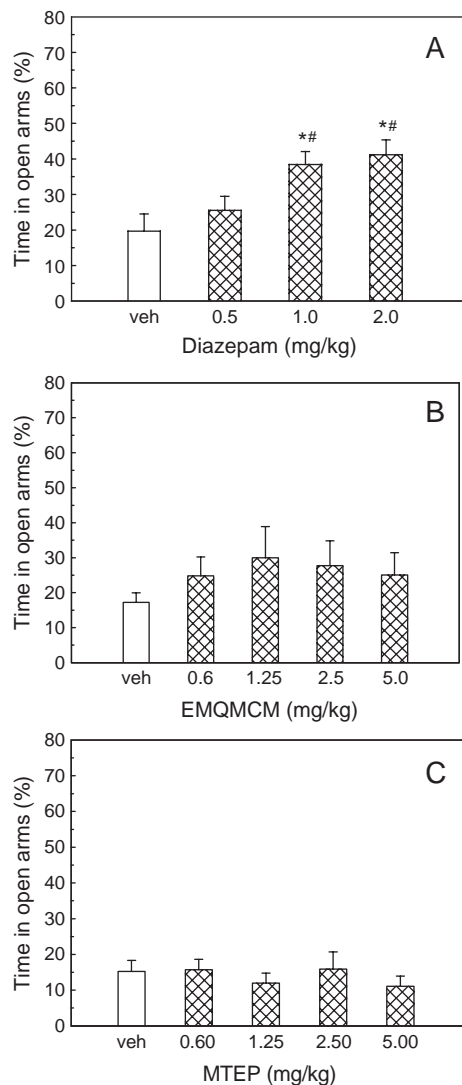 80
70
60
50
40
30
20
10
0
Time in open arms (%)
A
*#
*#
veh 0.5 1.0 2.0
Diazepam (mg/kg)
80
70
60
50
40
30
20
10
0
Time in open arms (%)
B
veh 0.6 1.25 2.5 5.0
EMQMCM (mg/kg)
80
70
60
50
40
30
20
10
0
Time in open arms (%)
C
veh 0.60 1.25 2.50 5.00
MTEP (mg/kg)